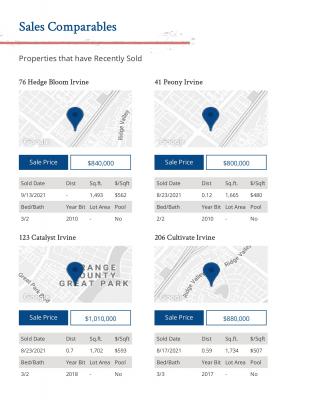 Sales Comparables
Properties that have Recently Sold
76 Hedge Bloom Irvine
Ridge Valley
Google
Sale Price $840,000
Sold Date Dist Sq.ft. $/Sqft
9/13/2021 - 1,493 $562
Bed/Bath Year Blt Lot Area Pool
3/2 2010 - No
41 Peony Irvine
Google
Sale Price $800,000
Sold Date Dist Sq.ft. $/Sqft
8/23/2021 0.12 1,665 $480
Bed/Bath Year Blt Lot Area Pool
2/2 2010 - No
123 Catalyst Irvine
ORANGE
COUNTY
GREAT PARK
Great Park Blvd
Google
Sale Price $1,010,000
Sold Date Dist Sq.ft. $/Sqft
8/23/2021 0.7 1,702 $593
Bed/Bath Year Blt Lot Area Pool
3/2 2018 - No
206 Cultivate Irvine
Ridge Valley
Ridge Valley
Google
Sale Price $880,000
Sold Date Dist Sq.ft. $/Sqft
8/17/2021 0.59 1,734 $507
Bed/Bath Year Blt Lot Area Pool
3/3 2017 - No